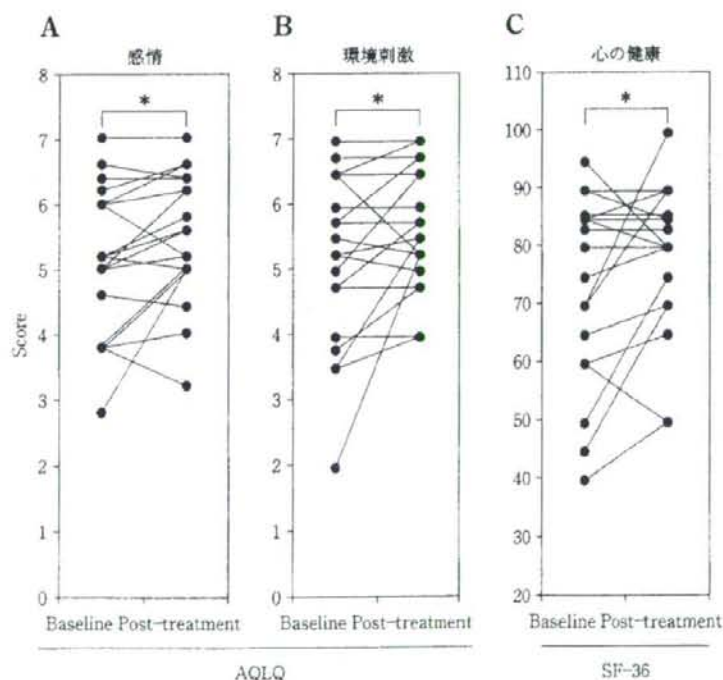 A
感情
8
7
6
5
4
3
2
1
0
Score
*
Baseline Post-treatment
B
環境刺激
8
7
6
5
4
3
2
1
0
*
Baseline Post-treatment
AQLQ
C
心の健康
110
100
90
80
70
60
50
40
30
20
*
Baseline Post-treatment
SF-36